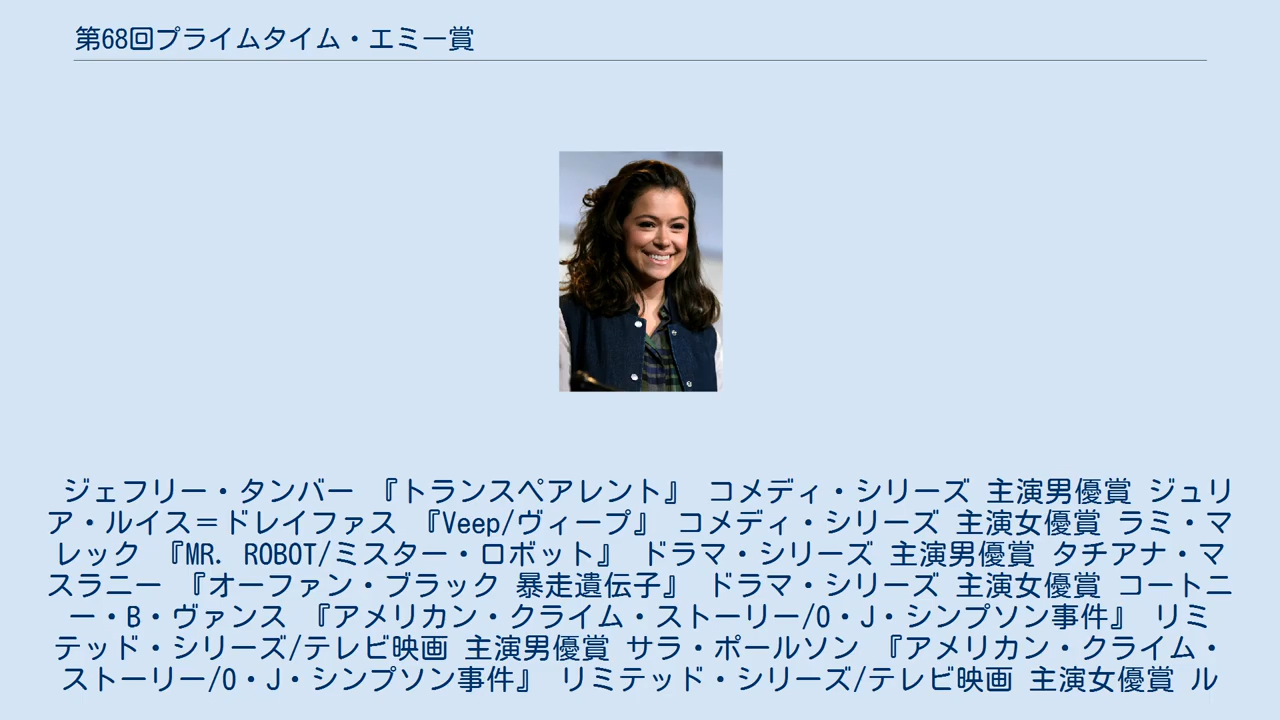 第68回プライムタイム・エミー賞
ジェフリー・タンバー 『トランスペアレント』 コメディ・シリーズ 主演男優賞 ジュリ
ア・ルイス＝ドレイファス 『Veep/ヴィープ』 コメディ・シリーズ 主演女優賞 ラミ・マ
レック 『MR. ROBOT/ミスター・ロボット』 ドラマ・シリーズ 主演男優賞 タチアナ・マ
スラニー 『オーファン・ブラック 暴走遺伝子』 ドラマ・シリーズ 主演女優賞 コートニ
ー・B・ヴァンス 『アメリカン・クライム・ストーリー/O・J・シンプソン事件』 リミ
テッド・シリーズ/テレビ映画 主演男優賞 サラ・ポールソン 『アメリカン・クライム・
ストーリー/O・J・シンプソン事件』 リミテッド・シリーズ/テレビ映画 主演女優賞 ル